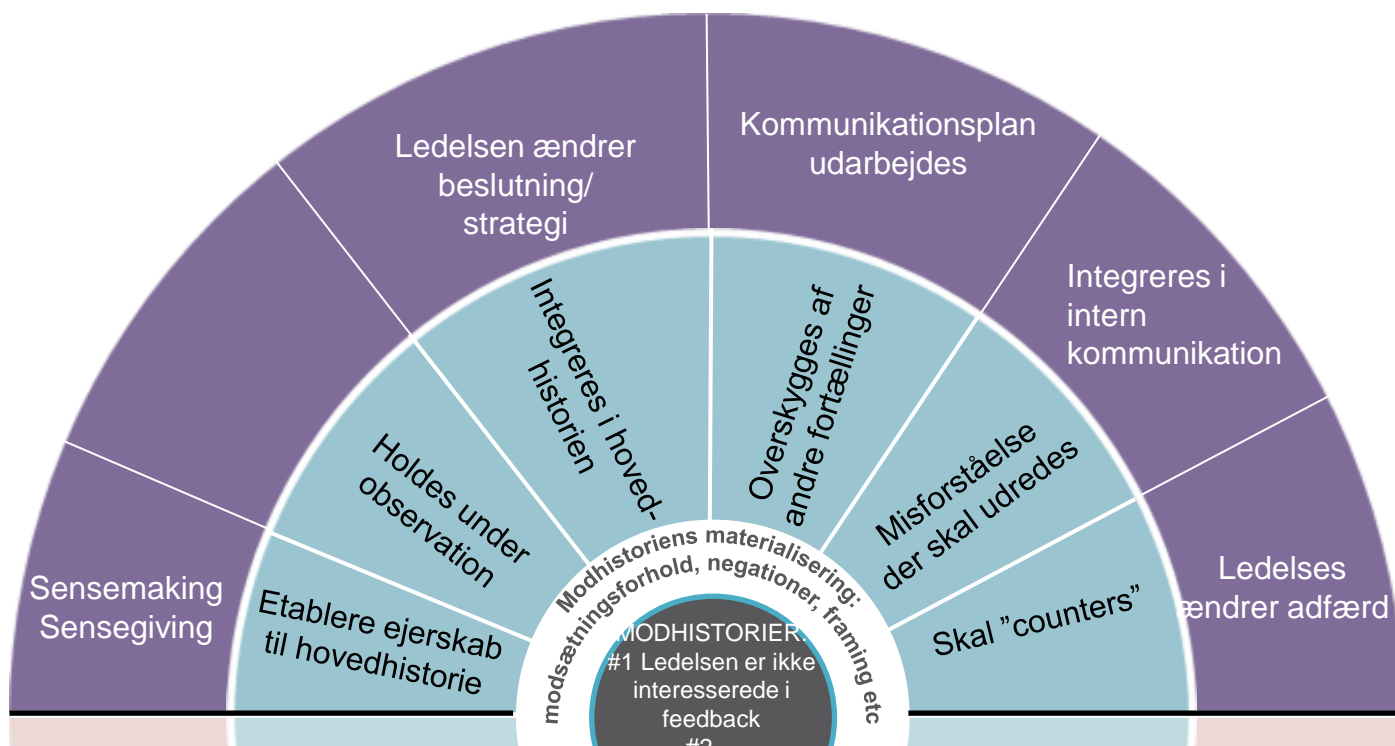 Ledelsen ændrer
beslutning/
strategi
Kommunikationsplan
udarbejdes
Integreres i
intern
kommunikation
Sensemaking
Sensegiving
Ledelses
ændrer adfærd
Etablere ejerskab
til hovedhistorie
Holdes under
observation
Integreres i hoved-
historien
Overskygges af
andre fortællinger
Misforståelse
der skal udredes
Skal ”counters”
Modhistoriens materialisering:
modsætningsforhold, negationer, framing etc
MODHISTORIER:
#1 Ledelsen er ikke
interesserede i
feedback
#2